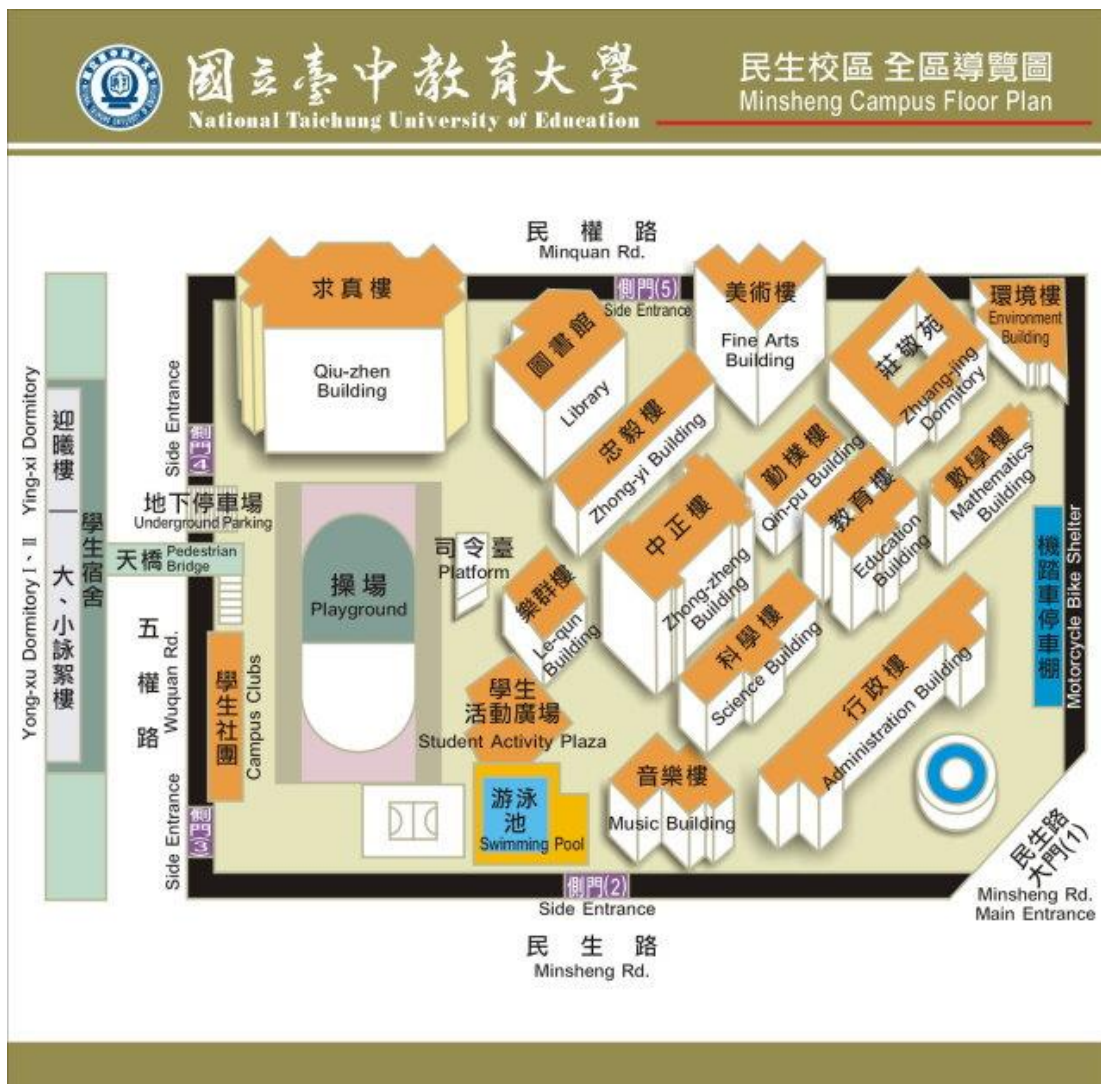 國立臺中教育大學
National Taichung University of Education
民生校區 全區導覽圖
Minsheng Campus Floor Plan
民 權 路
Minquan Rd.
求真樓
Qiu-zhen
Building
圖書館
Library
側門(5)
Side Entrance
美術樓
Fine Arts
Building
莊敬苑
Zhuang-jing
Dormitory
環境樓
Environment
Building
忠毅樓
Zhong-yi Building
勤樸樓
Qin-pu Building
教育樓
Education
Building
數學樓
Mathematics
Building
Side Entrance
側門(4)
地下停車場
Underground Parking
天橋
Pedestrian
Bridge
迎曦樓
大、小詠絮樓
學生宿舍
Yong-xu Dormitory I、II Ying-xi Dormitory
操場
Playground
司令臺
Platform
中正樓
Zhong-zheng
Building
樂群樓
Le-qun
Building
科學樓
Science Building
機踏車停車棚
Motorcycle Bike Shelter
五權路
Wuquan Rd.
學生社團
Campus Clubs
學生
活動廣場
Student Activity Plaza
行政樓
Administration Building
音樂樓
Music Building
游泳
池
Swimming Pool
側門(3)
Side Entrance
民生路
大門(1)
Minsheng Rd.
Main Entrance
側門(2)
Side Entrance
民 生 路
Minsheng Rd.